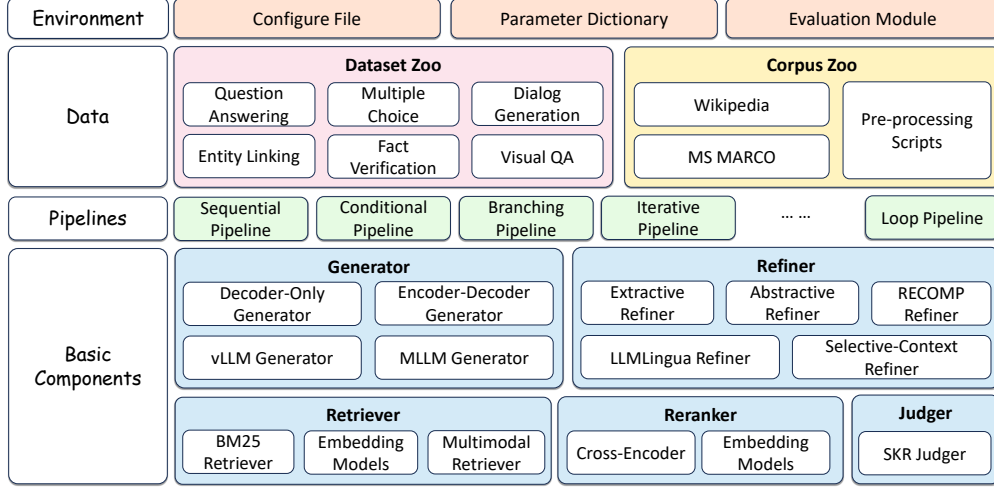 Environment
Configure File
Parameter Dictionary
Evaluation Module
Data
Dataset Zoo
Question
Answering
Multiple
Choice
Dialog
Generation
Entity Linking
Fact
Verification
Visual QA
Corpus Zoo
Wikipedia
MS MARCO
Pre-processing
Scripts
Pipelines
Sequential
Pipeline
Conditional
Pipeline
Branching
Pipeline
Iterative
Pipeline
... ...
Loop Pipeline
Basic
Components
Generator
Decoder-Only
Generator
Encoder-Decoder
Generator
vLLM Generator
MLLM Generator
Refiner
Extractive
Refiner
Abstractive
Refiner
RECOMP
Refiner
LLMLingua Refiner
Selective-Context
Refiner
Retriever
BM25
Retriever
Embedding
Models
Multimodal
Retriever
Reranker
Cross-Encoder
Embedding
Models
Judger
SKR Judger